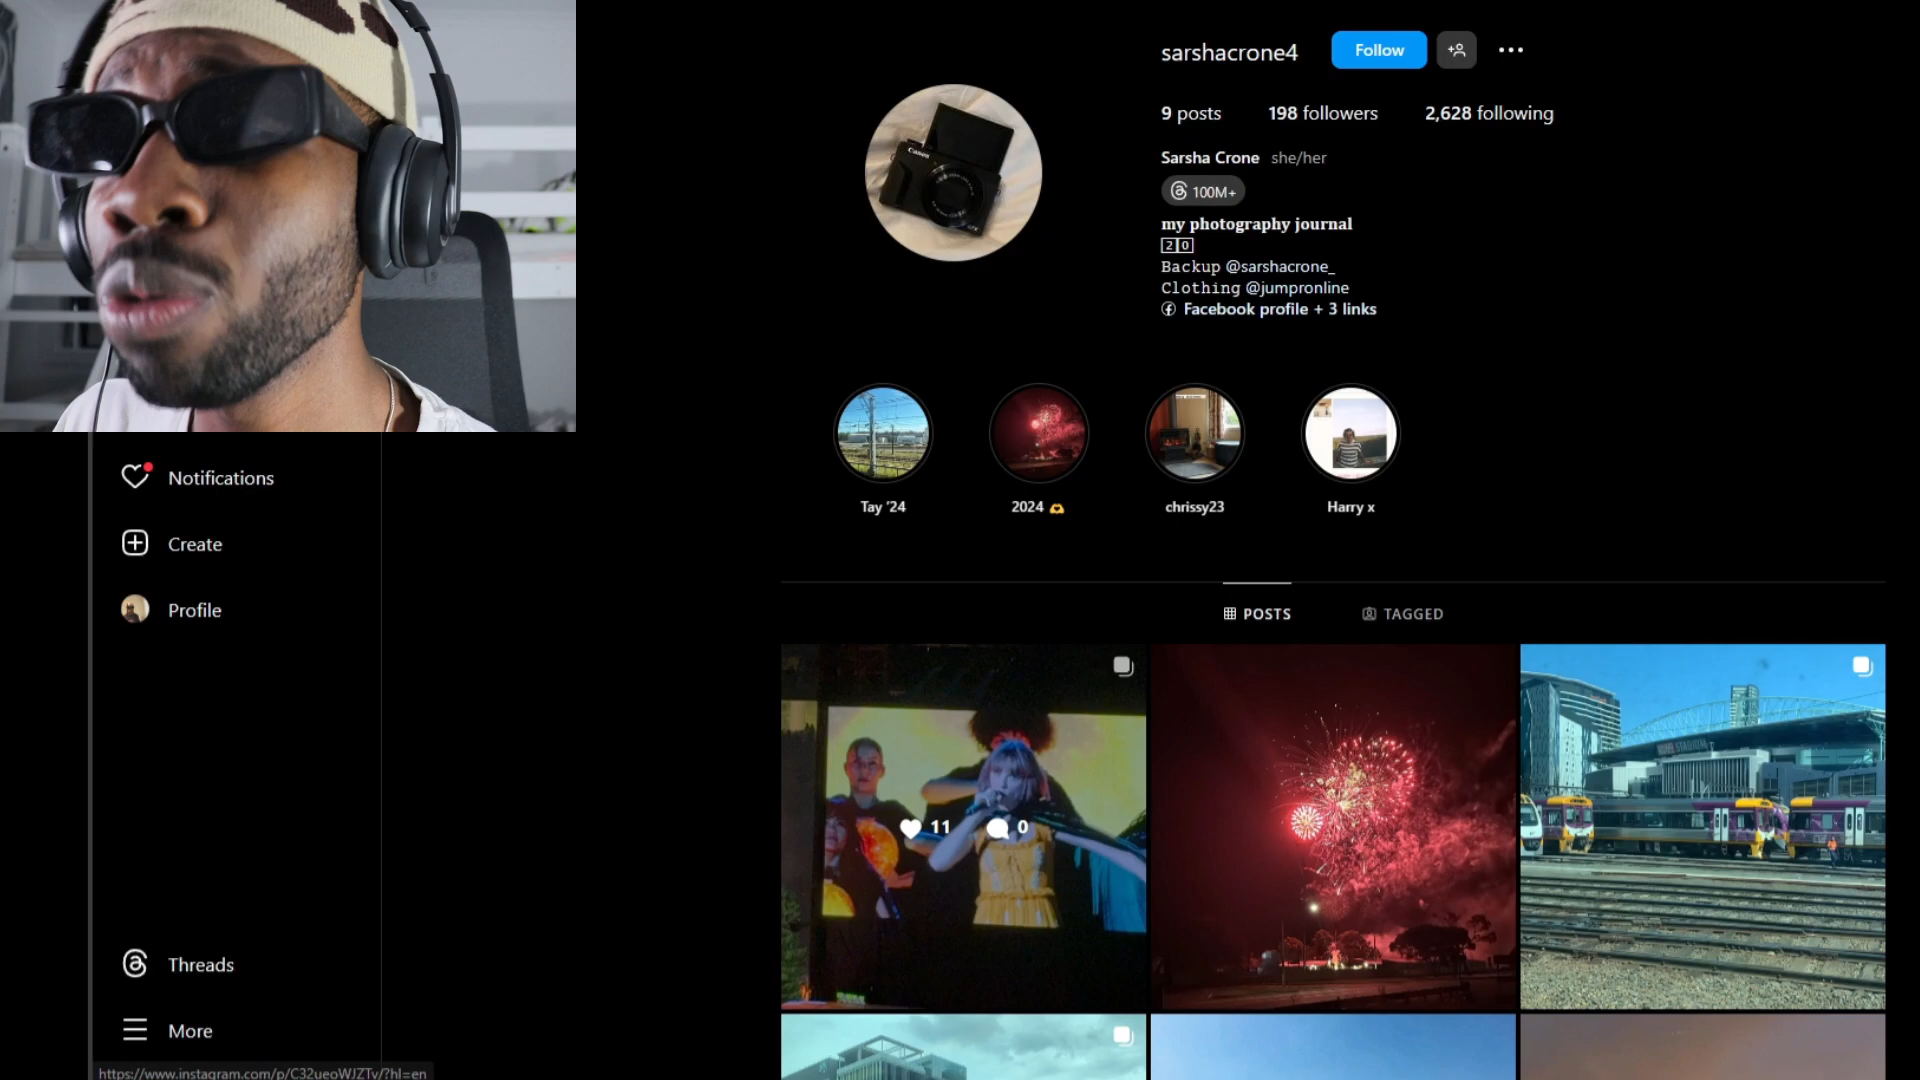 sarshacrone4 Follow
9 posts 198 followers 2,628 following
Sarsha Crone she/her
100M+
my photography journal
20
Backup @sarshacrone_
Clothing @jumpronline
Facebook profile + 3 links
Tay '24 2024 🫶 chrissy23 Harry x
Notifications
Create
Profile
Threads
More
POSTS TAGGED
Canon
11 0
https://www.instagram.com/p/C32ueoWJZTv/?hl=en